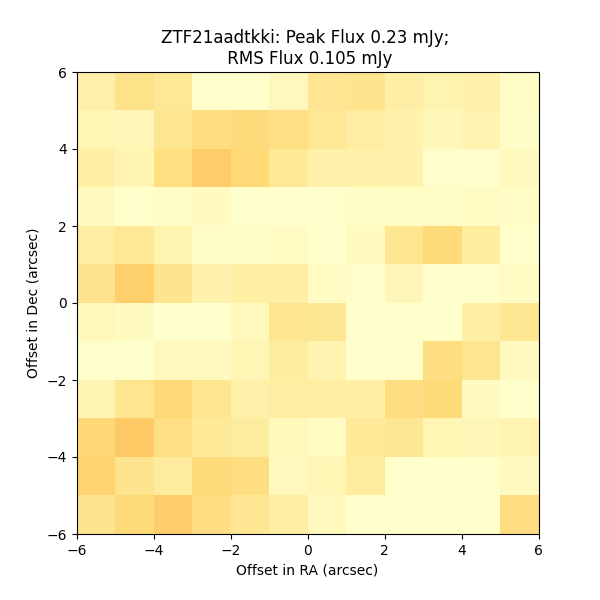 ZTF21aadtkki: Peak Flux 0.23 mJy;
RMS Flux 0.105 mJy
6
4
2
0
−2
−4
−6
Offset in Dec (arcsec)
−6 −4 −2 0 2 4 6
Offset in RA (arcsec)